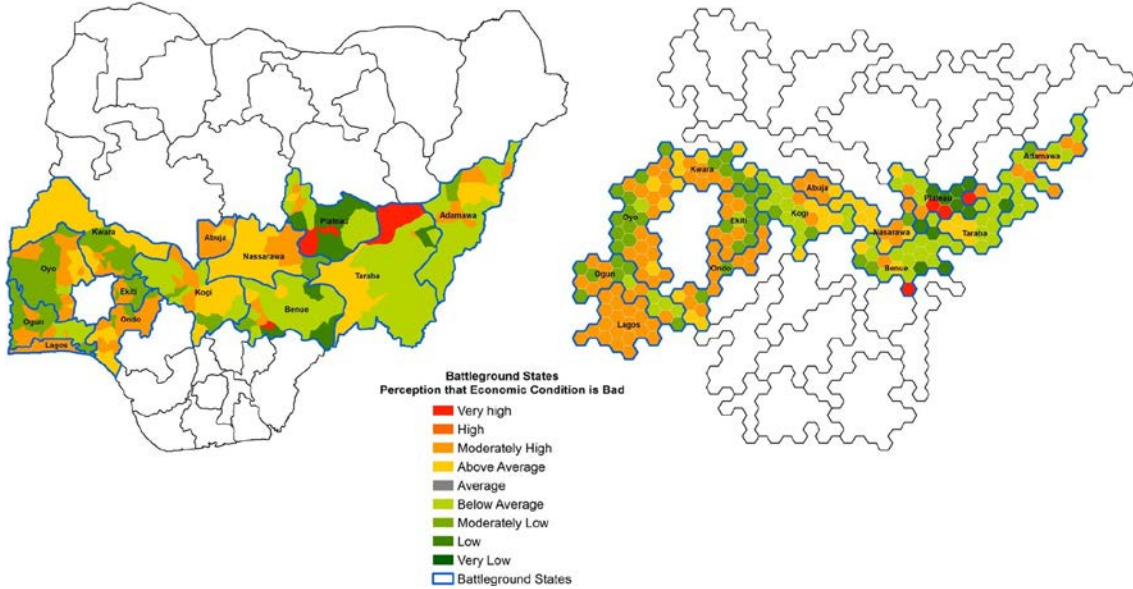 Kwara
Oyo
Ogun
Lagos
Ekiti
Ondo
Kogi
Abuja
Nassarawa
Plateau
Benue
Taraba
Adamawa
Kwara
Oyo
Ekiti
Ogun
Ondo
Lagos
Kogi
Abuja
Nasarawa
Plateau
Benue
Taraba
Adamawa
Battleground States
Perception that Economic Condition is Bad
Very high
High
Moderately High
Above Average
Average
Below Average
Moderately Low
Low
Very Low
Battleground States